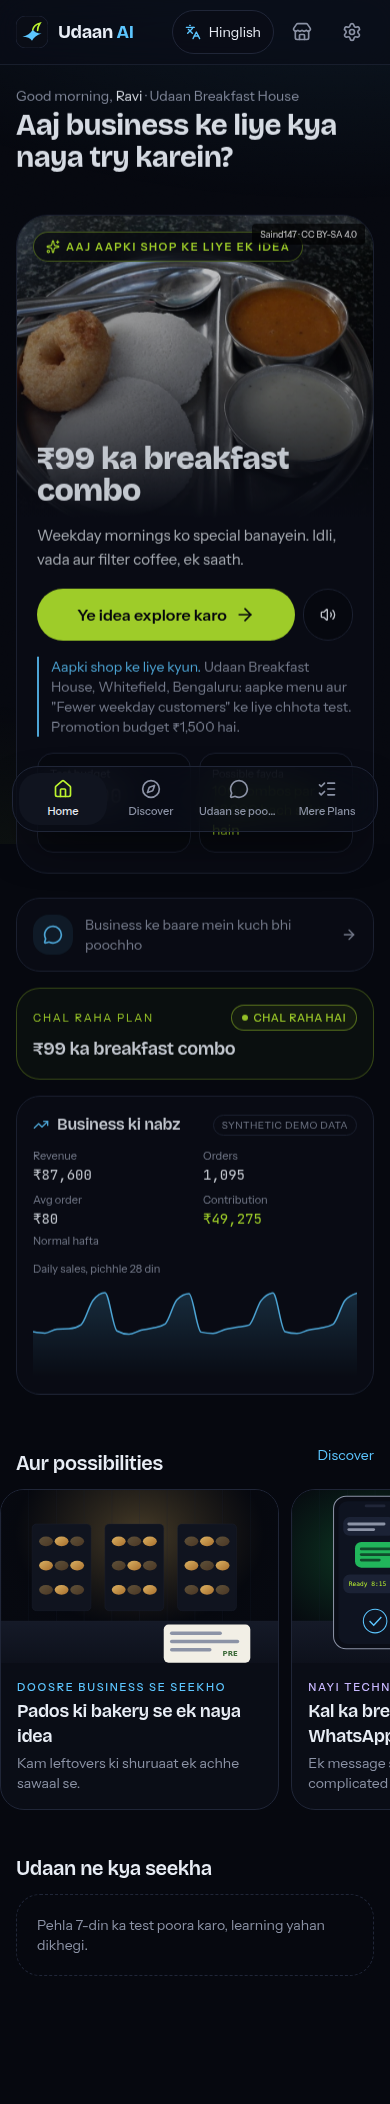 Udaan AI
Hinglish
Good morning, Ravi · Udaan Breakfast House
Aaj business ke liye kya
naya try karein?
Saind147 · CC BY-SA 4.0
AAJ AAPKI SHOP KE LIYE EK IDEA
₹99 ka breakfast
combo
Weekday mornings ko special banayein. Idli,
vada aur filter coffee, ek saath.
Ye idea explore karo
Aapki shop ke liye kyun. Udaan Breakfast
House, Whitefield, Bengaluru: aapke menu aur
"Fewer weekday customers" ke liye chhota test.
Promotion budget ₹1,500 hai.
Home
Discover
Udaan se poo...
Mere Plans
hain
Business ke baare mein kuch bhi
poochho
CHAL RAHA PLAN
CHAL RAHA HAI
₹99 ka breakfast combo
Business ki nabz
SYNTHETIC DEMO DATA
Revenue
Orders
₹87,600
1,095
Avg order
Contribution
₹80
₹49,275
Normal hafta
Daily sales, pichhle 28 din
Aur possibilities
Discover
PRE
Ready 8:15
DOOSRE BUSINESS SE SEEKHO
Pados ki bakery se ek naya
idea
Kam leftovers ki shuruaat ek achhe
sawaal se.
NAYI TECHN
Kal ka bre
WhatsApp
Ek message
complicated
Udaan ne kya seekha
Pehla 7-din ka test poora karo, learning yahan
dikhegi.